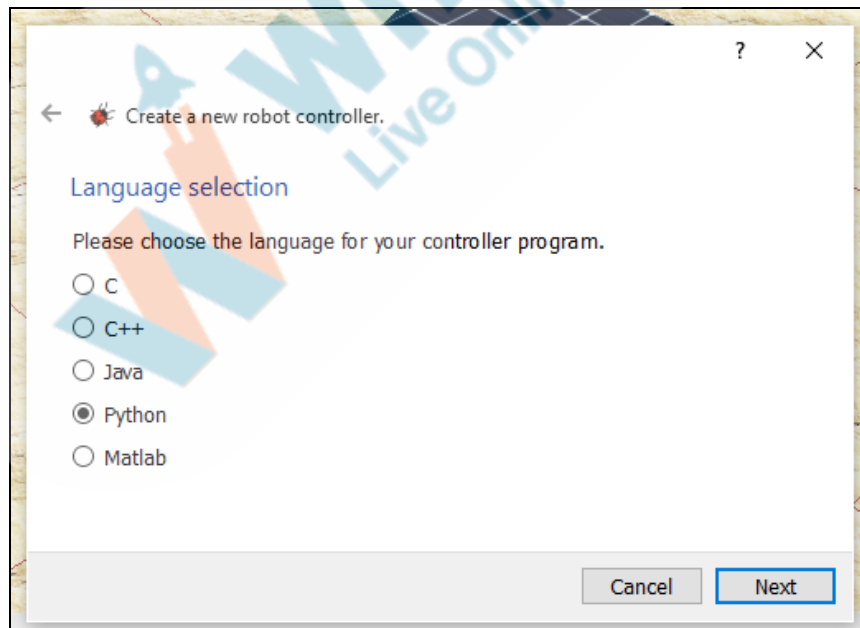 ?
Create a new robot controller.
Language selection
Please choose the language for your controller program.
C
C++
Java
Python
Matlab
Cancel Next
Live